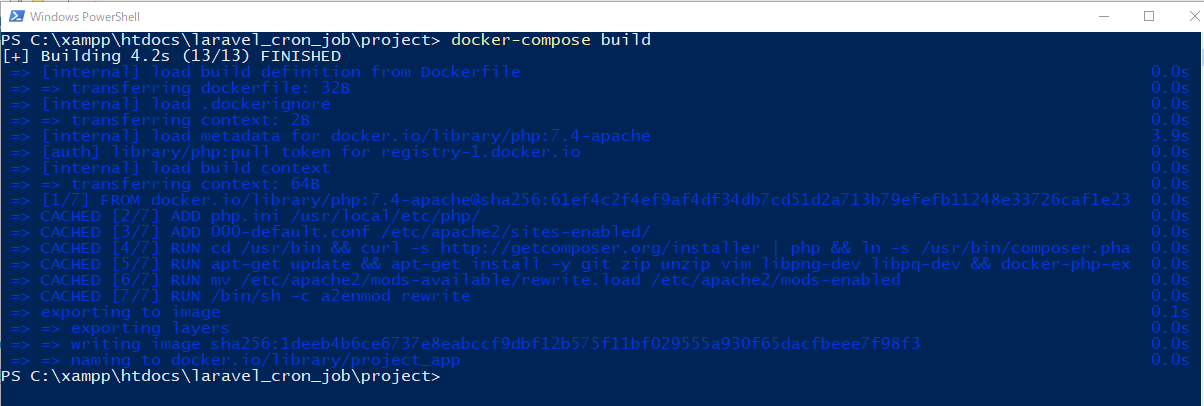 Windows PowerShell
PS C:\xampp\htdocs\laravel_cron_job\project> docker-compose build
[+] Building 4.2s (13/13) FINISHED
=> [internal] load build definition from Dockerfile 0.0s
=> => transferring dockerfile: 32B 0.0s
=> [internal] load .dockerignore 0.0s
=> => transferring context: 2B 0.0s
=> [internal] load metadata for docker.io/library/php:7.4-apache 3.9s
=> [auth] library/php:pull token for registry-1.docker.io 0.0s
=> [internal] load build context 0.0s
=> => transferring context: 64B 0.0s
=> [1/7] FROM docker.io/library/php:7.4-apache@sha256:61ef4c2f4ef9af4df34db7cd51d2a713b79efefb11248e33726caf1e23 0.0s
=> CACHED [2/7] ADD php.ini /usr/local/etc/php/ 0.0s
=> CACHED [3/7] ADD 000-default.conf /etc/apache2/sites-enabled/ 0.0s
=> CACHED [4/7] RUN cd /usr/bin && curl -s http://getcomposer.org/installer | php && ln -s /usr/bin/composer.pha 0.0s
=> CACHED [5/7] RUN apt-get update && apt-get install -y git zip unzip vim libpng-dev libpq-dev && docker-php-ex 0.0s
=> CACHED [6/7] RUN mv /etc/apache2/mods-available/rewrite.load /etc/apache2/mods-enabled 0.0s
=> CACHED [7/7] RUN /bin/sh -c a2enmod rewrite 0.0s
=> exporting to image 0.1s
=> => exporting layers 0.0s
=> => writing image sha256:1deeb4b6ce6737e8eabccf9dbf12b575f11bf029555a930f65dacfbeee7f98f3 0.0s
=> => naming to docker.io/library/project_app 0.0s
PS C:\xampp\htdocs\laravel_cron_job\project>